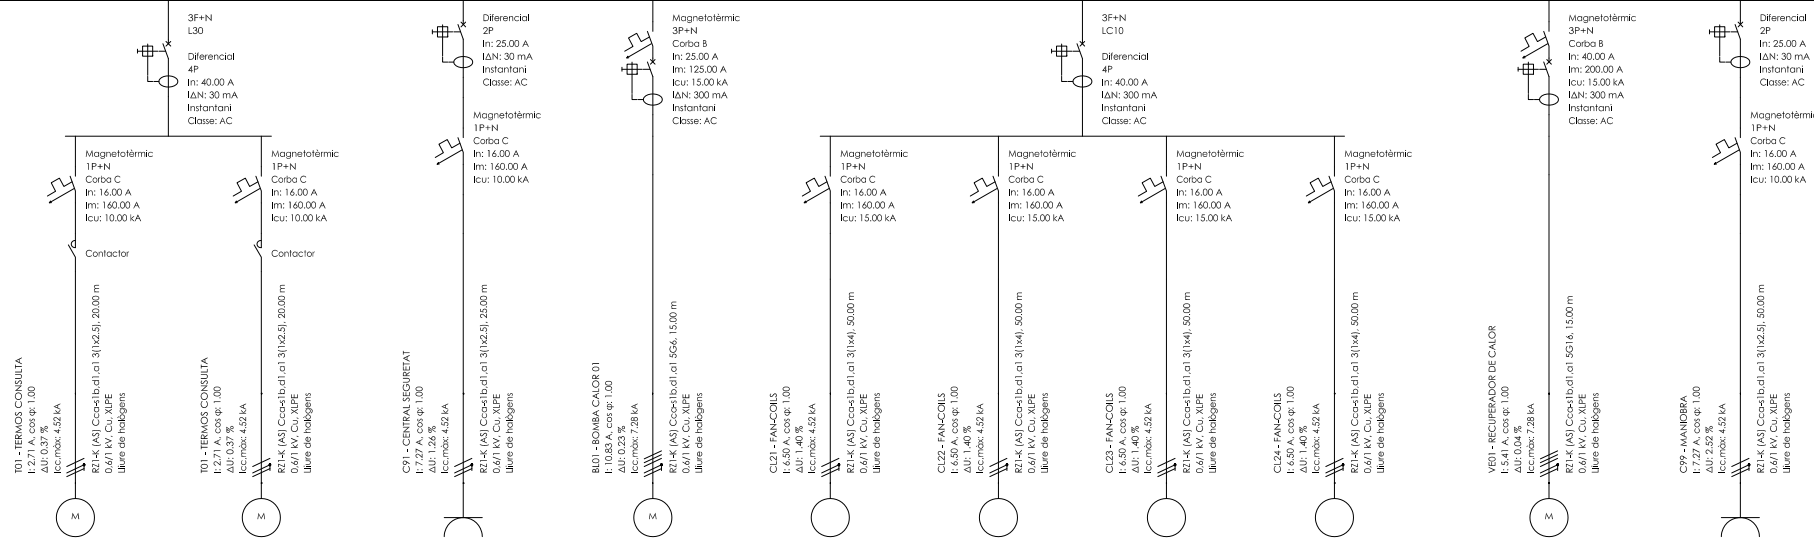 3F+N
L30
Diferencial
4P
In: 40.00 A
IΔN: 30 mA
Instantani
Classe: AC
Magnetotèrmic
1P+N
Corba C
In: 16.00 A
Im: 160.00 A
Icu: 10.00 kA
Contactor
T01 - TERMOS CONSULTA
I: 2.71 A, cos φ: 1.00
ΔU: 0.37 %
Icc.màx: 4.52 kA
RZ1-K (AS) Cca-s1b,d1,a1 3(1x2.5), 20.00 m
0.6/1 kV, Cu, XLPE
Lliure de halògens
M
Magnetotèrmic
1P+N
Corba C
In: 16.00 A
Im: 160.00 A
Icu: 10.00 kA
Contactor
T01 - TERMOS CONSULTA
I: 2.71 A, cos φ: 1.00
ΔU: 0.37 %
Icc.màx: 4.52 kA
RZ1-K (AS) Cca-s1b,d1,a1 3(1x2.5), 20.00 m
0.6/1 kV, Cu, XLPE
Lliure de halògens
M
Diferencial
2P
In: 25.00 A
IΔN: 30 mA
Instantani
Classe: AC
Magnetotèrmic
1P+N
Corba C
In: 16.00 A
Im: 160.00 A
Icu: 10.00 kA
C91 - CENTRAL SEGURETAT
I: 7.27 A, cos φ: 1.00
ΔU: 1.26 %
Icc.màx: 4.52 kA
RZ1-K (AS) Cca-s1b,d1,a1 3(1x2.5), 25.00 m
0.6/1 kV, Cu, XLPE
Lliure de halògens
Magnetotèrmic
3P+N
Corba B
In: 25.00 A
Im: 125.00 A
Icu: 15.00 kA
IΔN: 300 mA
Instantani
Classe: AC
BL01 - BOMBA CALOR 01
I: 10.83 A, cos φ: 1.00
ΔU: 0.23 %
Icc.màx: 7.28 kA
RZ1-K (AS) Cca-s1b,d1,a1 5G6, 15.00 m
0.6/1 kV, Cu, XLPE
Lliure de halògens
M
3F+N
LC10
Diferencial
4P
In: 40.00 A
IΔN: 300 mA
Instantani
Classe: AC
Magnetotèrmic
1P+N
Corba C
In: 16.00 A
Im: 160.00 A
Icu: 15.00 kA
CL21 - FAN-COILS
I: 6.50 A, cos φ: 1.00
ΔU: 1.40 %
Icc.màx: 4.52 kA
RZ1-K (AS) Cca-s1b,d1,a1 3(1x4), 50.00 m
0.6/1 kV, Cu, XLPE
Lliure de halògens
Magnetotèrmic
1P+N
Corba C
In: 16.00 A
Im: 160.00 A
Icu: 15.00 kA
CL22 - FAN-COILS
I: 6.50 A, cos φ: 1.00
ΔU: 1.40 %
Icc.màx: 4.52 kA
RZ1-K (AS) Cca-s1b,d1,a1 3(1x4), 50.00 m
0.6/1 kV, Cu, XLPE
Lliure de halògens
Magnetotèrmic
1P+N
Corba C
In: 16.00 A
Im: 160.00 A
Icu: 15.00 kA
CL23 - FAN-COILS
I: 6.50 A, cos φ: 1.00
ΔU: 1.40 %
Icc.màx: 4.52 kA
RZ1-K (AS) Cca-s1b,d1,a1 3(1x4), 50.00 m
0.6/1 kV, Cu, XLPE
Lliure de halògens
Magnetotèrmic
1P+N
Corba C
In: 16.00 A
Im: 160.00 A
Icu: 15.00 kA
CL24 - FAN-COILS
I: 6.50 A, cos φ: 1.00
ΔU: 1.40 %
Icc.màx: 4.52 kA
RZ1-K (AS) Cca-s1b,d1,a1 3(1x4), 50.00 m
0.6/1 kV, Cu, XLPE
Lliure de halògens
Magnetotèrmic
3P+N
Corba B
In: 40.00 A
Im: 200.00 A
Icu: 15.00 kA
IΔN: 300 mA
Instantani
Classe: AC
VE01 - RECUPERADOR DE CALOR
I: 5.41 A, cos φ: 1.00
ΔU: 0.04 %
Icc.màx: 7.28 kA
RZ1-K (AS) Cca-s1b,d1,a1 5G16, 15.00 m
0.6/1 kV, Cu, XLPE
Lliure de halògens
M
Diferencial
2P
In: 25.00 A
IΔN: 30 mA
Instantani
Classe: AC
Magnetotèrmic
1P+N
Corba C
In: 16.00 A
Im: 160.00 A
Icu: 10.00 kA
C99 - MANIOBRA
I: 7.27 A, cos φ: 1.00
ΔU: 2.52 %
Icc.màx: 4.52 kA
RZ1-K (AS) Cca-s1b,d1,a1 3(1x2.5), 50.00 m
0.6/1 kV, Cu, XLPE
Lliure de halògens